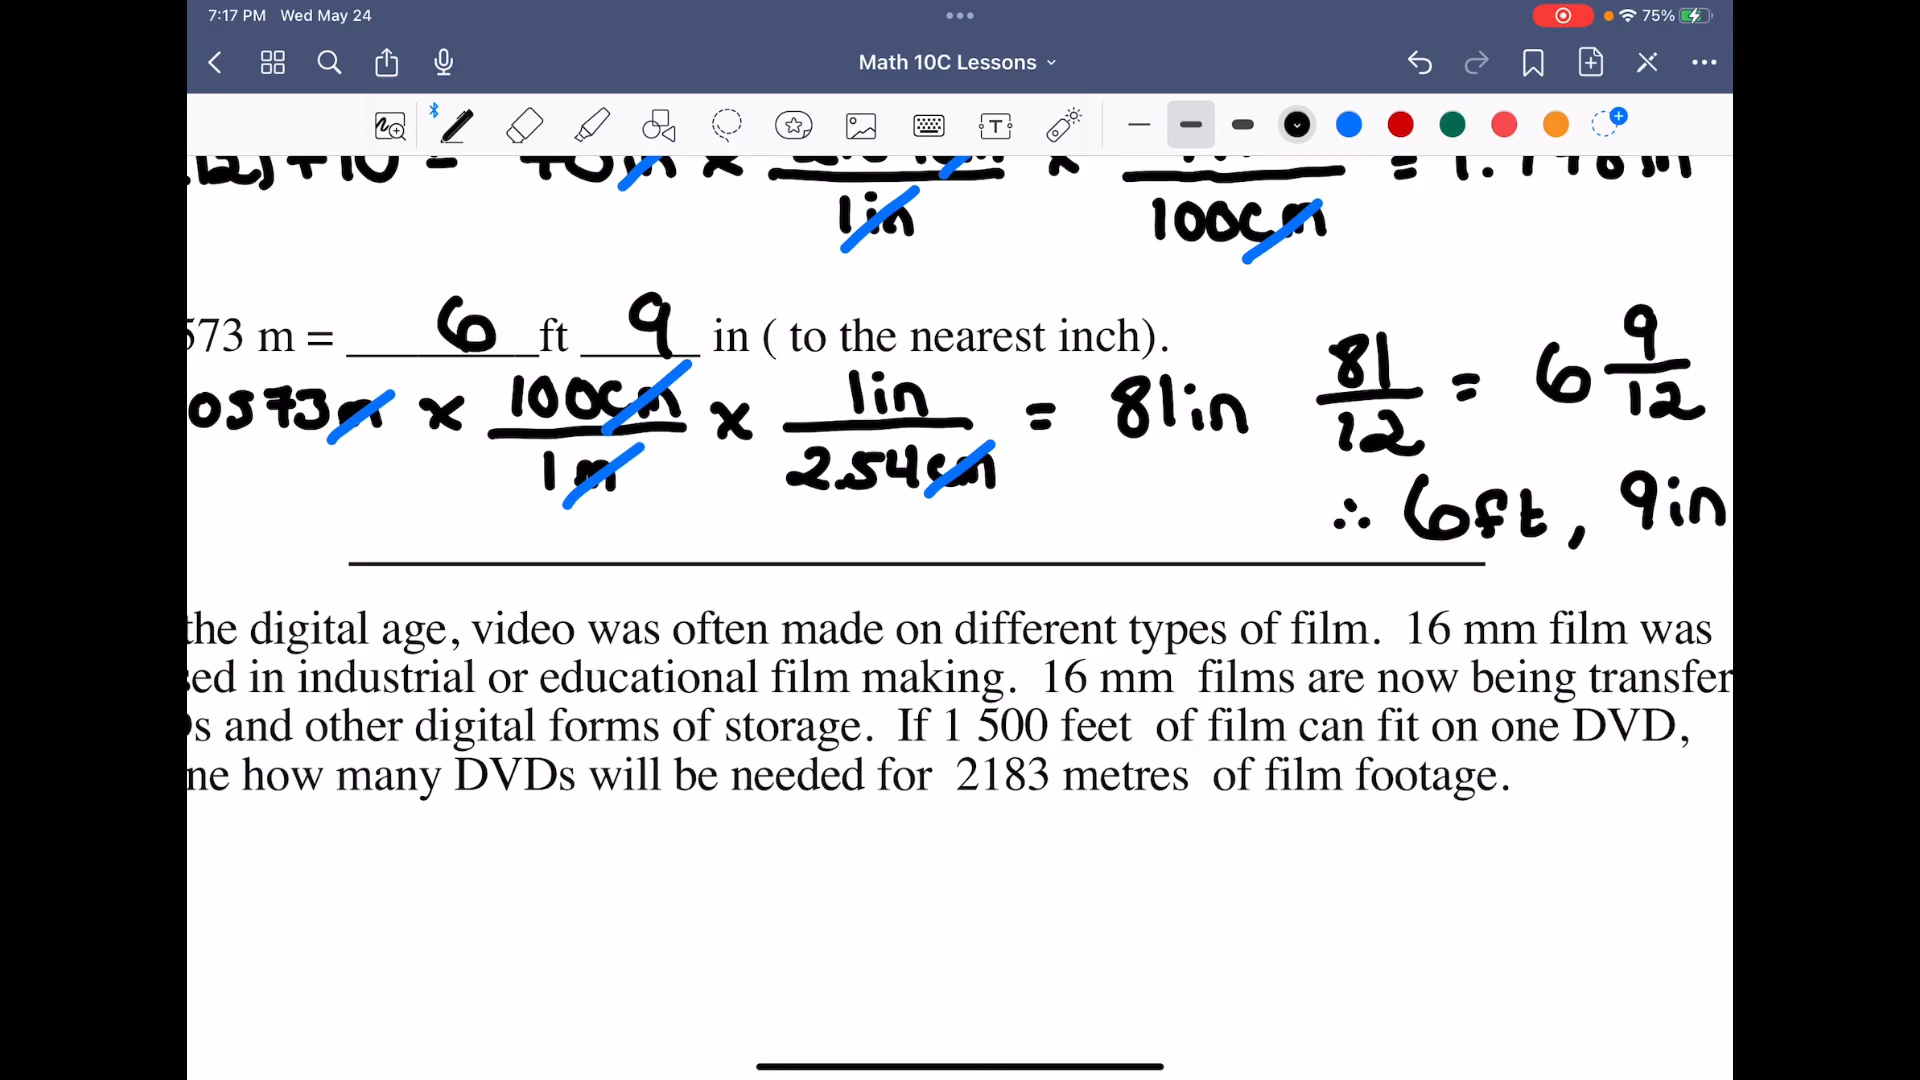 7:17 PM Wed May 24
75%
Math 10C Lessons
T
+10 =
x
x
=
1in
100cm
573 m = 6 ft 9 in ( to the nearest inch).
0573m x 100cm / 1m x 1in / 2.54cm = 81in 81/12 = 6 9/12
∴ 6ft, 9in
the digital age, video was often made on different types of film. 16 mm film was
sed in industrial or educational film making. 16 mm films are now being transfer
s and other digital forms of storage. If 1 500 feet of film can fit on one DVD,
ne how many DVDs will be needed for 2183 metres of film footage.